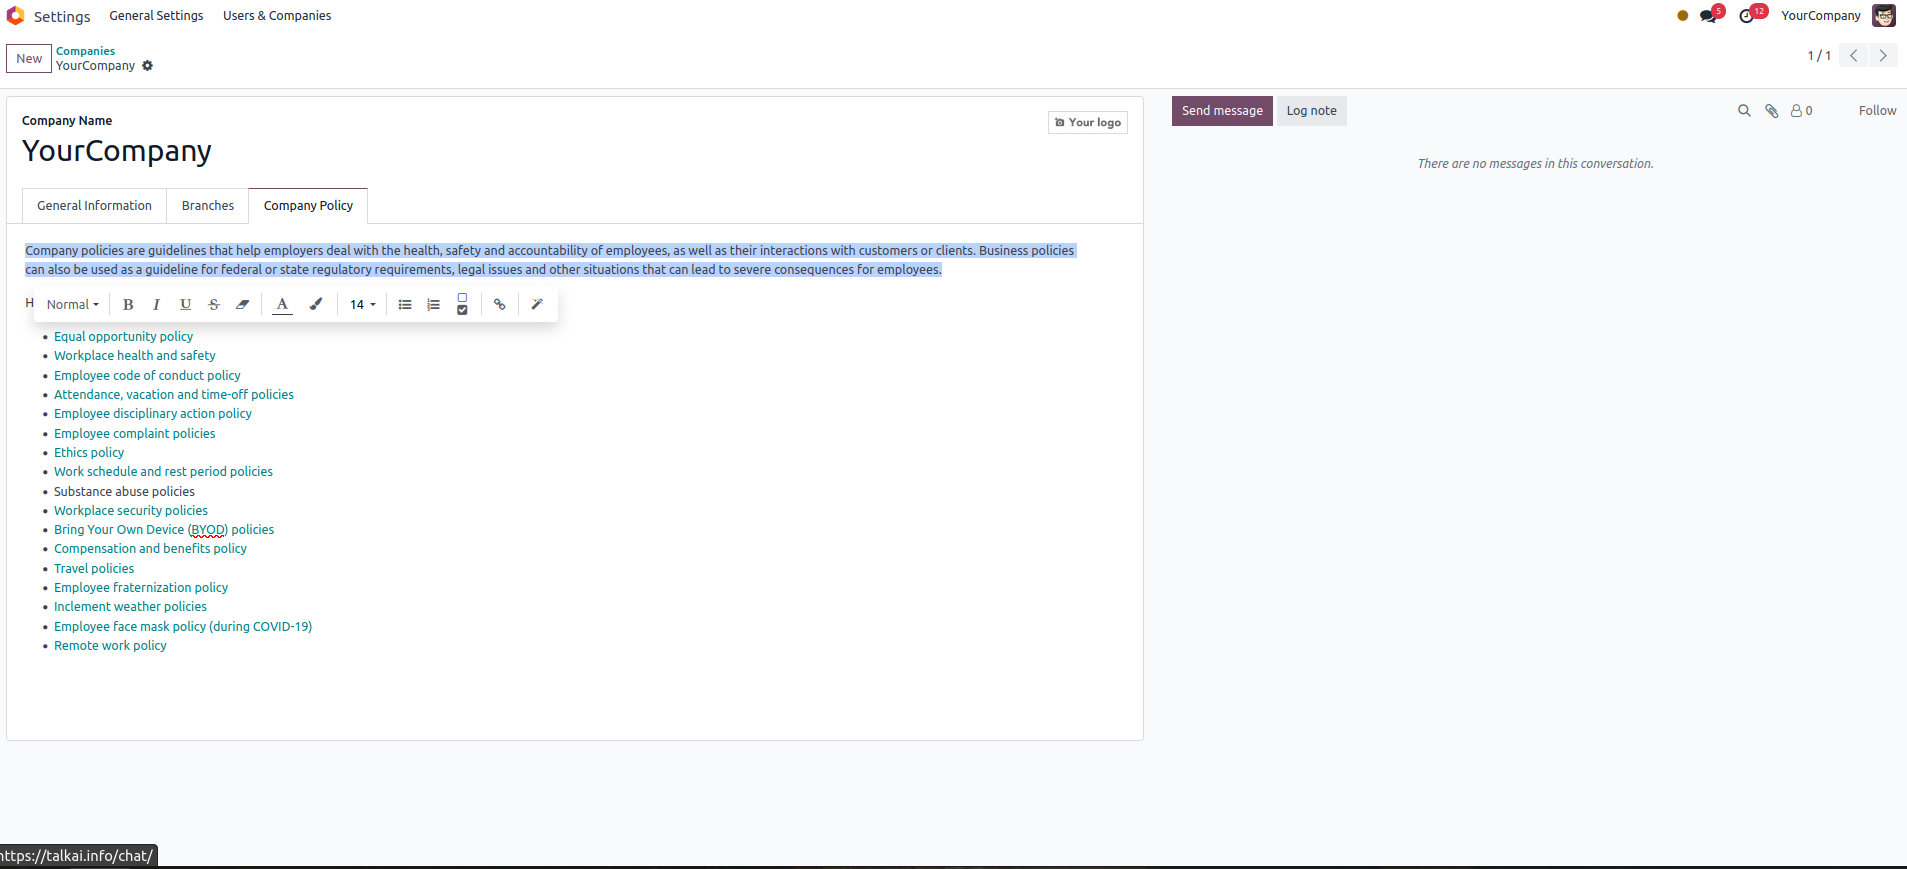 Settings General Settings Users & Companies 5 12 YourCompany
New Companies 1 / 1
YourCompany
Company Name Your logo Send message Log note 0 Follow
YourCompany
There are no messages in this conversation.
General Information Branches Company Policy
Company policies are guidelines that help employers deal with the health, safety and accountability of employees, as well as their interactions with customers or clients. Business policies
can also be used as a guideline for federal or state regulatory requirements, legal issues and other situations that can lead to severe consequences for employees.
H Normal B I U S A 14
Equal opportunity policy
Workplace health and safety
Employee code of conduct policy
Attendance, vacation and time-off policies
Employee disciplinary action policy
Employee complaint policies
Ethics policy
Work schedule and rest period policies
Substance abuse policies
Workplace security policies
Bring Your Own Device (BYOD) policies
Compensation and benefits policy
Travel policies
Employee fraternization policy
Inclement weather policies
Employee face mask policy (during COVID-19)
Remote work policy
https://talkai.info/chat/